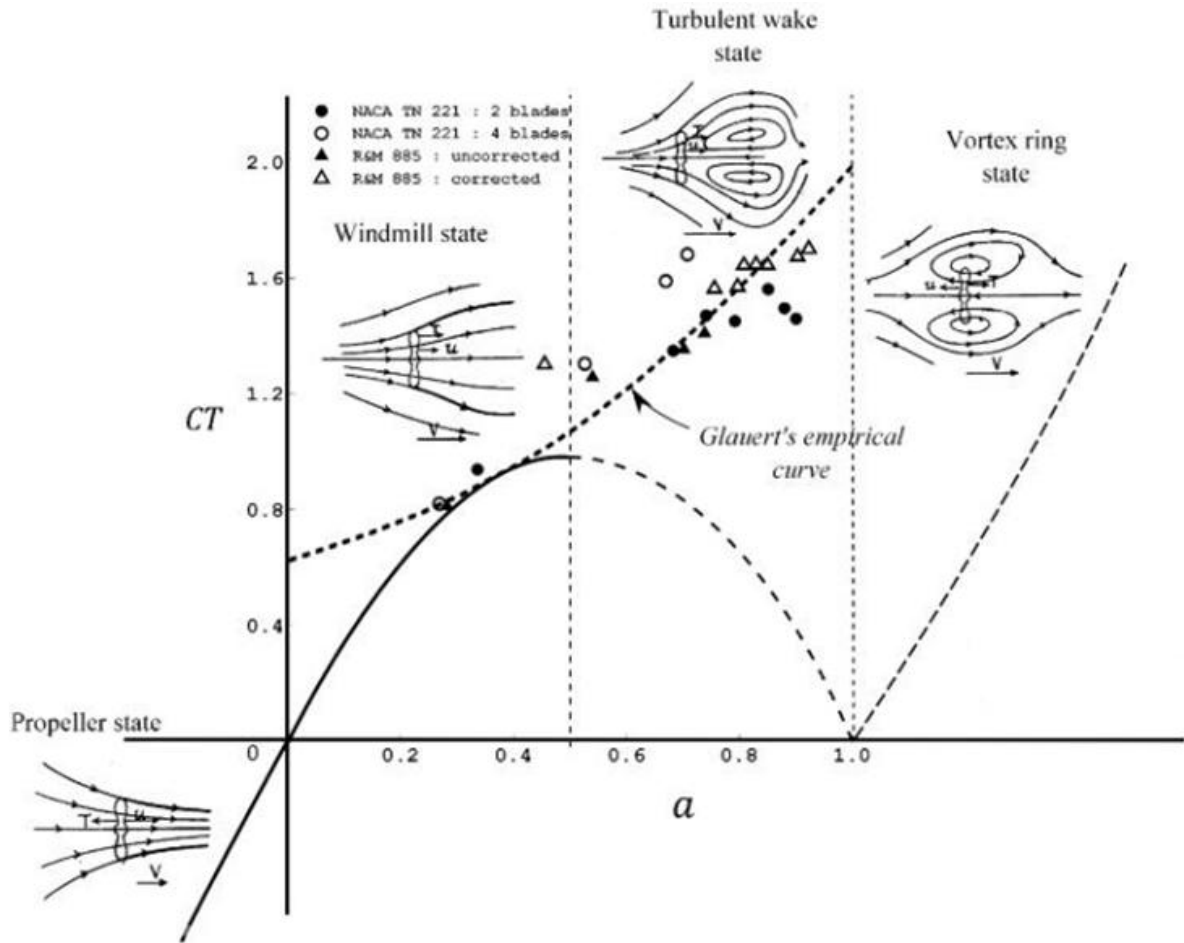 Turbulent wake
state
NACA TN 221 : 2 blades
NACA TN 221 : 4 blades
R&M 885 : uncorrected
R&M 885 : corrected
2.0
T
u
V
Vortex ring
state
Windmill state
1.6
T
u
V
u
T
V
1.2
CT
Glauert's empirical
curve
0.8
0.4
Propeller state
0
0.2
0.4
0.6
0.8
1.0
a
T
u
V